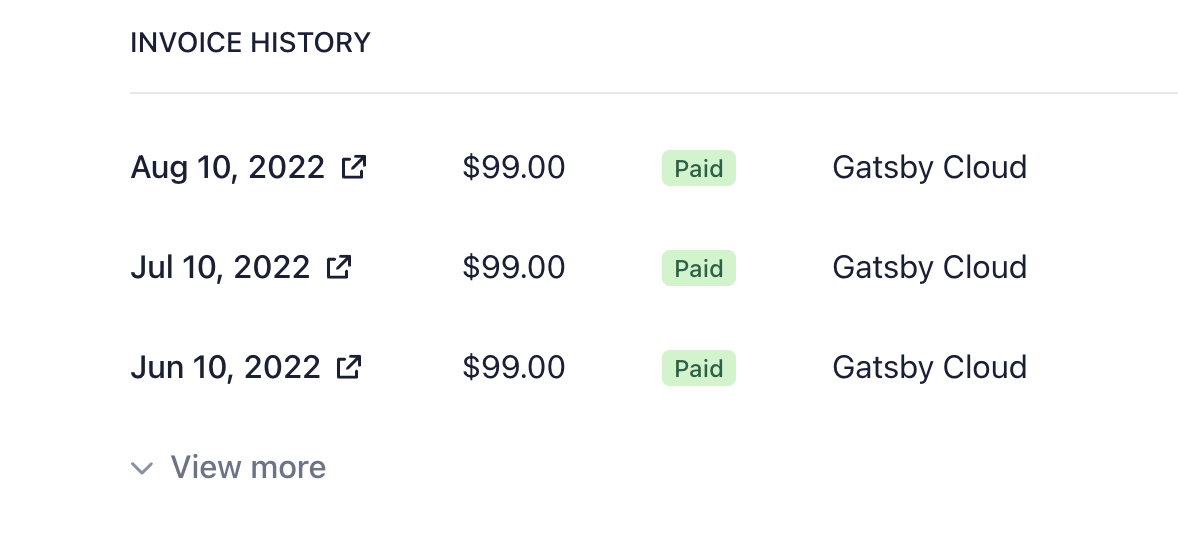 INVOICE HISTORY
Aug 10, 2022 $99.00 Paid Gatsby Cloud
Jul 10, 2022 $99.00 Paid Gatsby Cloud
Jun 10, 2022 $99.00 Paid Gatsby Cloud
View more